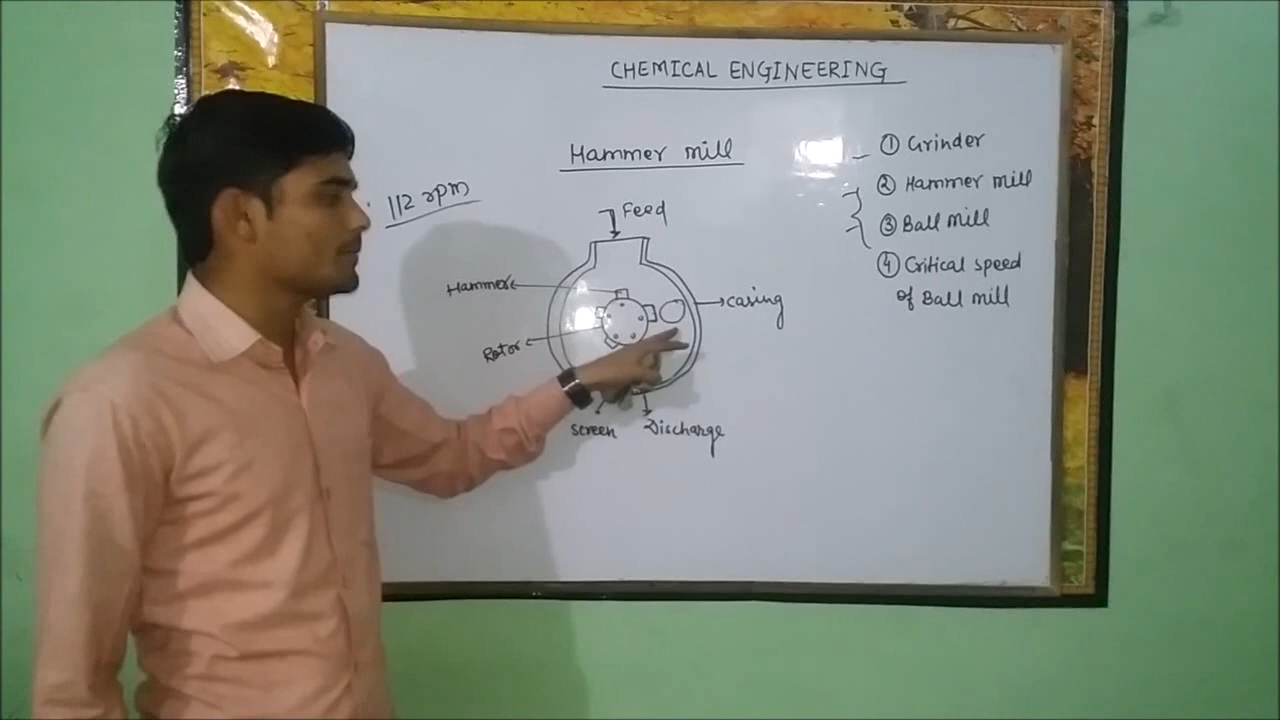 CHEMICAL ENGINEERING
Hammer mill
112 rpm
Feed
Hammer
Rotor
casing
screen
Discharge
① Grinder
② Hammer mill
③ Ball mill
④ Critical speed
of Ball mill